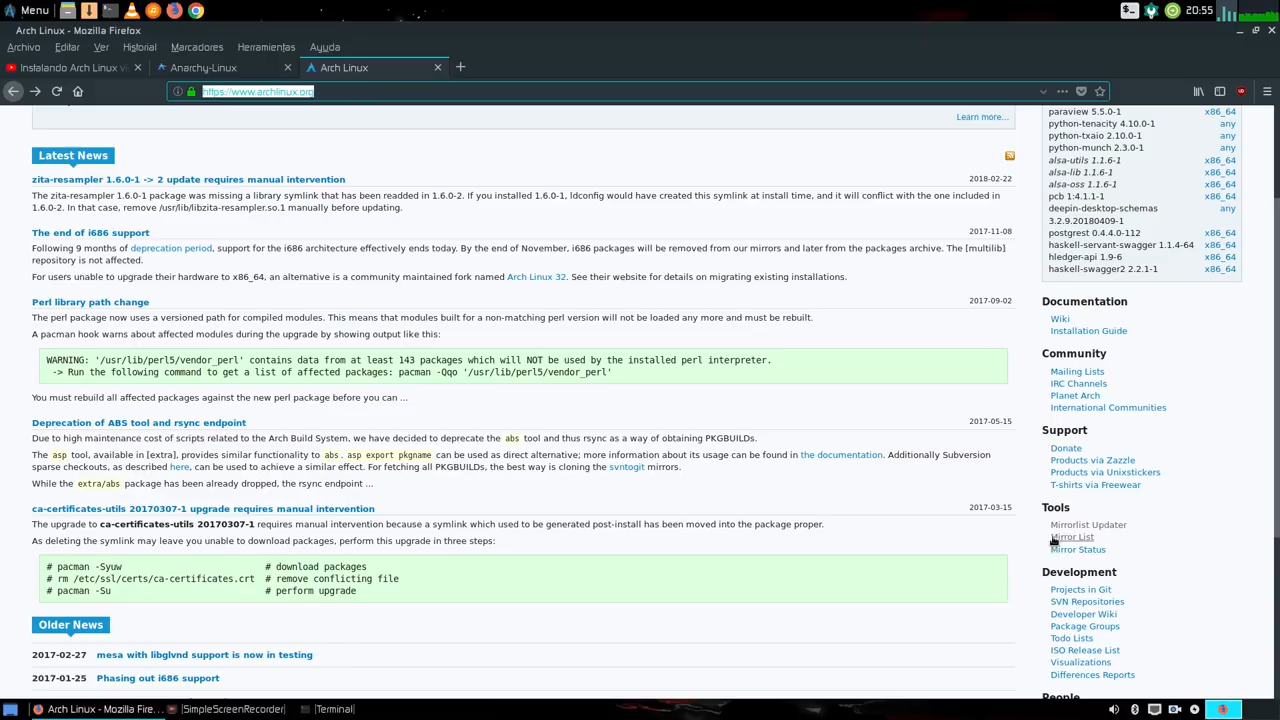 Menu
20:55
Arch Linux - Mozilla Firefox
Archivo Editar Ver Historial Marcadores Herramientas Ayuda
Instalando Arch Linux vi
Anarchy-Linux
Arch Linux
https://www.archlinux.org
Learn more...
Latest News
zita-resampler 1.6.0-1 -> 2 update requires manual intervention 2018-02-22
The zita-resampler 1.6.0-1 package was missing a library symlink that has been readded in 1.6.0-2. If you installed 1.6.0-1, ldconfig would have created this symlink at install time, and it will conflict with the one included in
1.6.0-2. In that case, remove /usr/lib/libzita-resampler.so.1 manually before updating.
The end of i686 support 2017-11-08
Following 9 months of deprecation period, support for the i686 architecture effectively ends today. By the end of November, i686 packages will be removed from our mirrors and later from the packages archive. The [multilib]
repository is not affected.
For users unable to upgrade their hardware to x86_64, an alternative is a community maintained fork named Arch Linux 32. See their website for details on migrating existing installations.
Perl library path change 2017-09-02
The perl package now uses a versioned path for compiled modules. This means that modules built for a non-matching perl version will not be loaded any more and must be rebuilt.
A pacman hook warns about affected modules during the upgrade by showing output like this:
WARNING: '/usr/lib/perl5/vendor_perl' contains data from at least 143 packages which will NOT be used by the installed perl interpreter.
-> Run the following command to get a list of affected packages: pacman -Qqo '/usr/lib/perl5/vendor_perl'
You must rebuild all affected packages against the new perl package before you can ...
Deprecation of ABS tool and rsync endpoint 2017-05-15
Due to high maintenance cost of scripts related to the Arch Build System, we have decided to deprecate the abs tool and thus rsync as a way of obtaining PKGBUILDs.
The asp tool, available in [extra], provides similar functionality to abs. asp export pkgname can be used as direct alternative; more information about its usage can be found in the documentation. Additionally Subversion
sparse checkouts, as described here, can be used to achieve a similar effect. For fetching all PKGBUILDs, the best way is cloning the svntogit mirrors.
While the extra/abs package has been already dropped, the rsync endpoint ...
ca-certificates-utils 20170307-1 upgrade requires manual intervention 2017-03-15
The upgrade to ca-certificates-utils 20170307-1 requires manual intervention because a symlink which used to be generated post-install has been moved into the package proper.
As deleting the symlink may leave you unable to download packages, perform this upgrade in three steps:
# pacman -Syuw # download packages
# rm /etc/ssl/certs/ca-certificates.crt # remove conflicting file
# pacman -Su # perform upgrade
Older News
2017-02-27 mesa with libglvnd support is now in testing
2017-01-25 Phasing out i686 support
paraview 5.5.0-1 x86_64
python-tenacity 4.10.0-1 any
python-txaio 2.10.0-1 any
python-munch 2.3.0-1 any
alsa-utils 1.1.6-1 x86_64
alsa-lib 1.1.6-1 x86_64
alsa-oss 1.1.6-1 x86_64
pcb 1:4.1.1-1 x86_64
deepin-desktop-schemas any
3.2.9.20180409-1
postgrest 0.4.4.0-112 x86_64
haskell-servant-swagger 1.1.4-64 x86_64
hledger-api 1.9-6 x86_64
haskell-swagger2 2.2.1-1 x86_64
Documentation
Wiki
Installation Guide
Community
Mailing Lists
IRC Channels
Planet Arch
International Communities
Support
Donate
Products via Zazzle
Products via Unixstickers
T-shirts via Freewear
Tools
Mirrorlist Updater
Mirror List
Mirror Status
Development
Projects in Git
SVN Repositories
Developer Wiki
Package Groups
Todo Lists
ISO Release List
Visualizations
Differences Reports
People
Arch Linux - Mozilla Fire...
[SimpleScreenRecorder]
[Terminal]